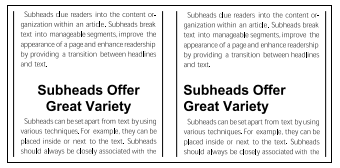 Subheads clue readers into the content or-
ganization within an article. Subheads break
text into manageable segments, improve the
appearance of a page and enhance readership
by providing a transition between headlines
and text.
Subheads Offer
Great Variety
Subheads can be set apart from text by using
various techniques. For example, they can be
placed inside or next to the text. Subheads
should always be closely associated with the
Subheads clue readers into the content or-
ganization within an article. Subheads break
text into manageable segments, improve the
appearance of a page and enhance readership
by providing a transition between headlines
and text.
Subheads Offer
Great Variety
Subheads can be set apart from text by using
various techniques. For example, they can be
placed inside or next to the text. Subheads
should always be closely associated with the